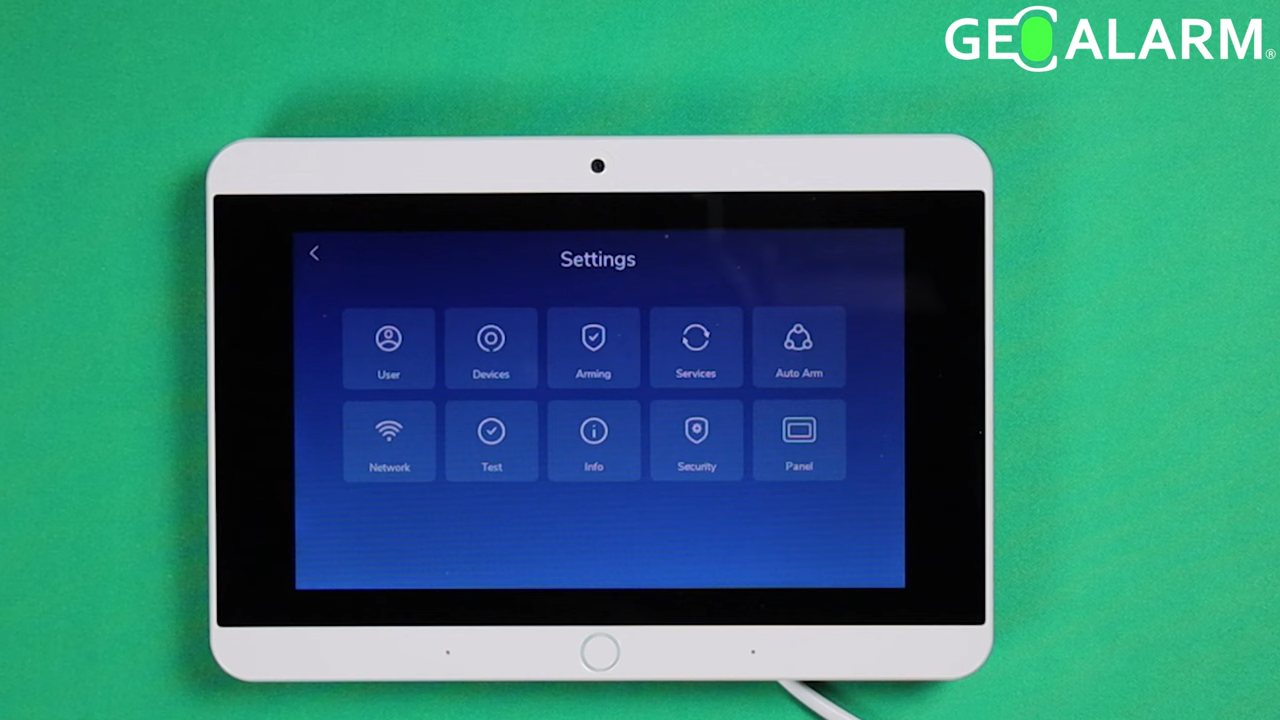 GEOALARM®
Settings
User
Devices
Arming
Services
Auto Arm
Network
Test
Info
Security
Panel